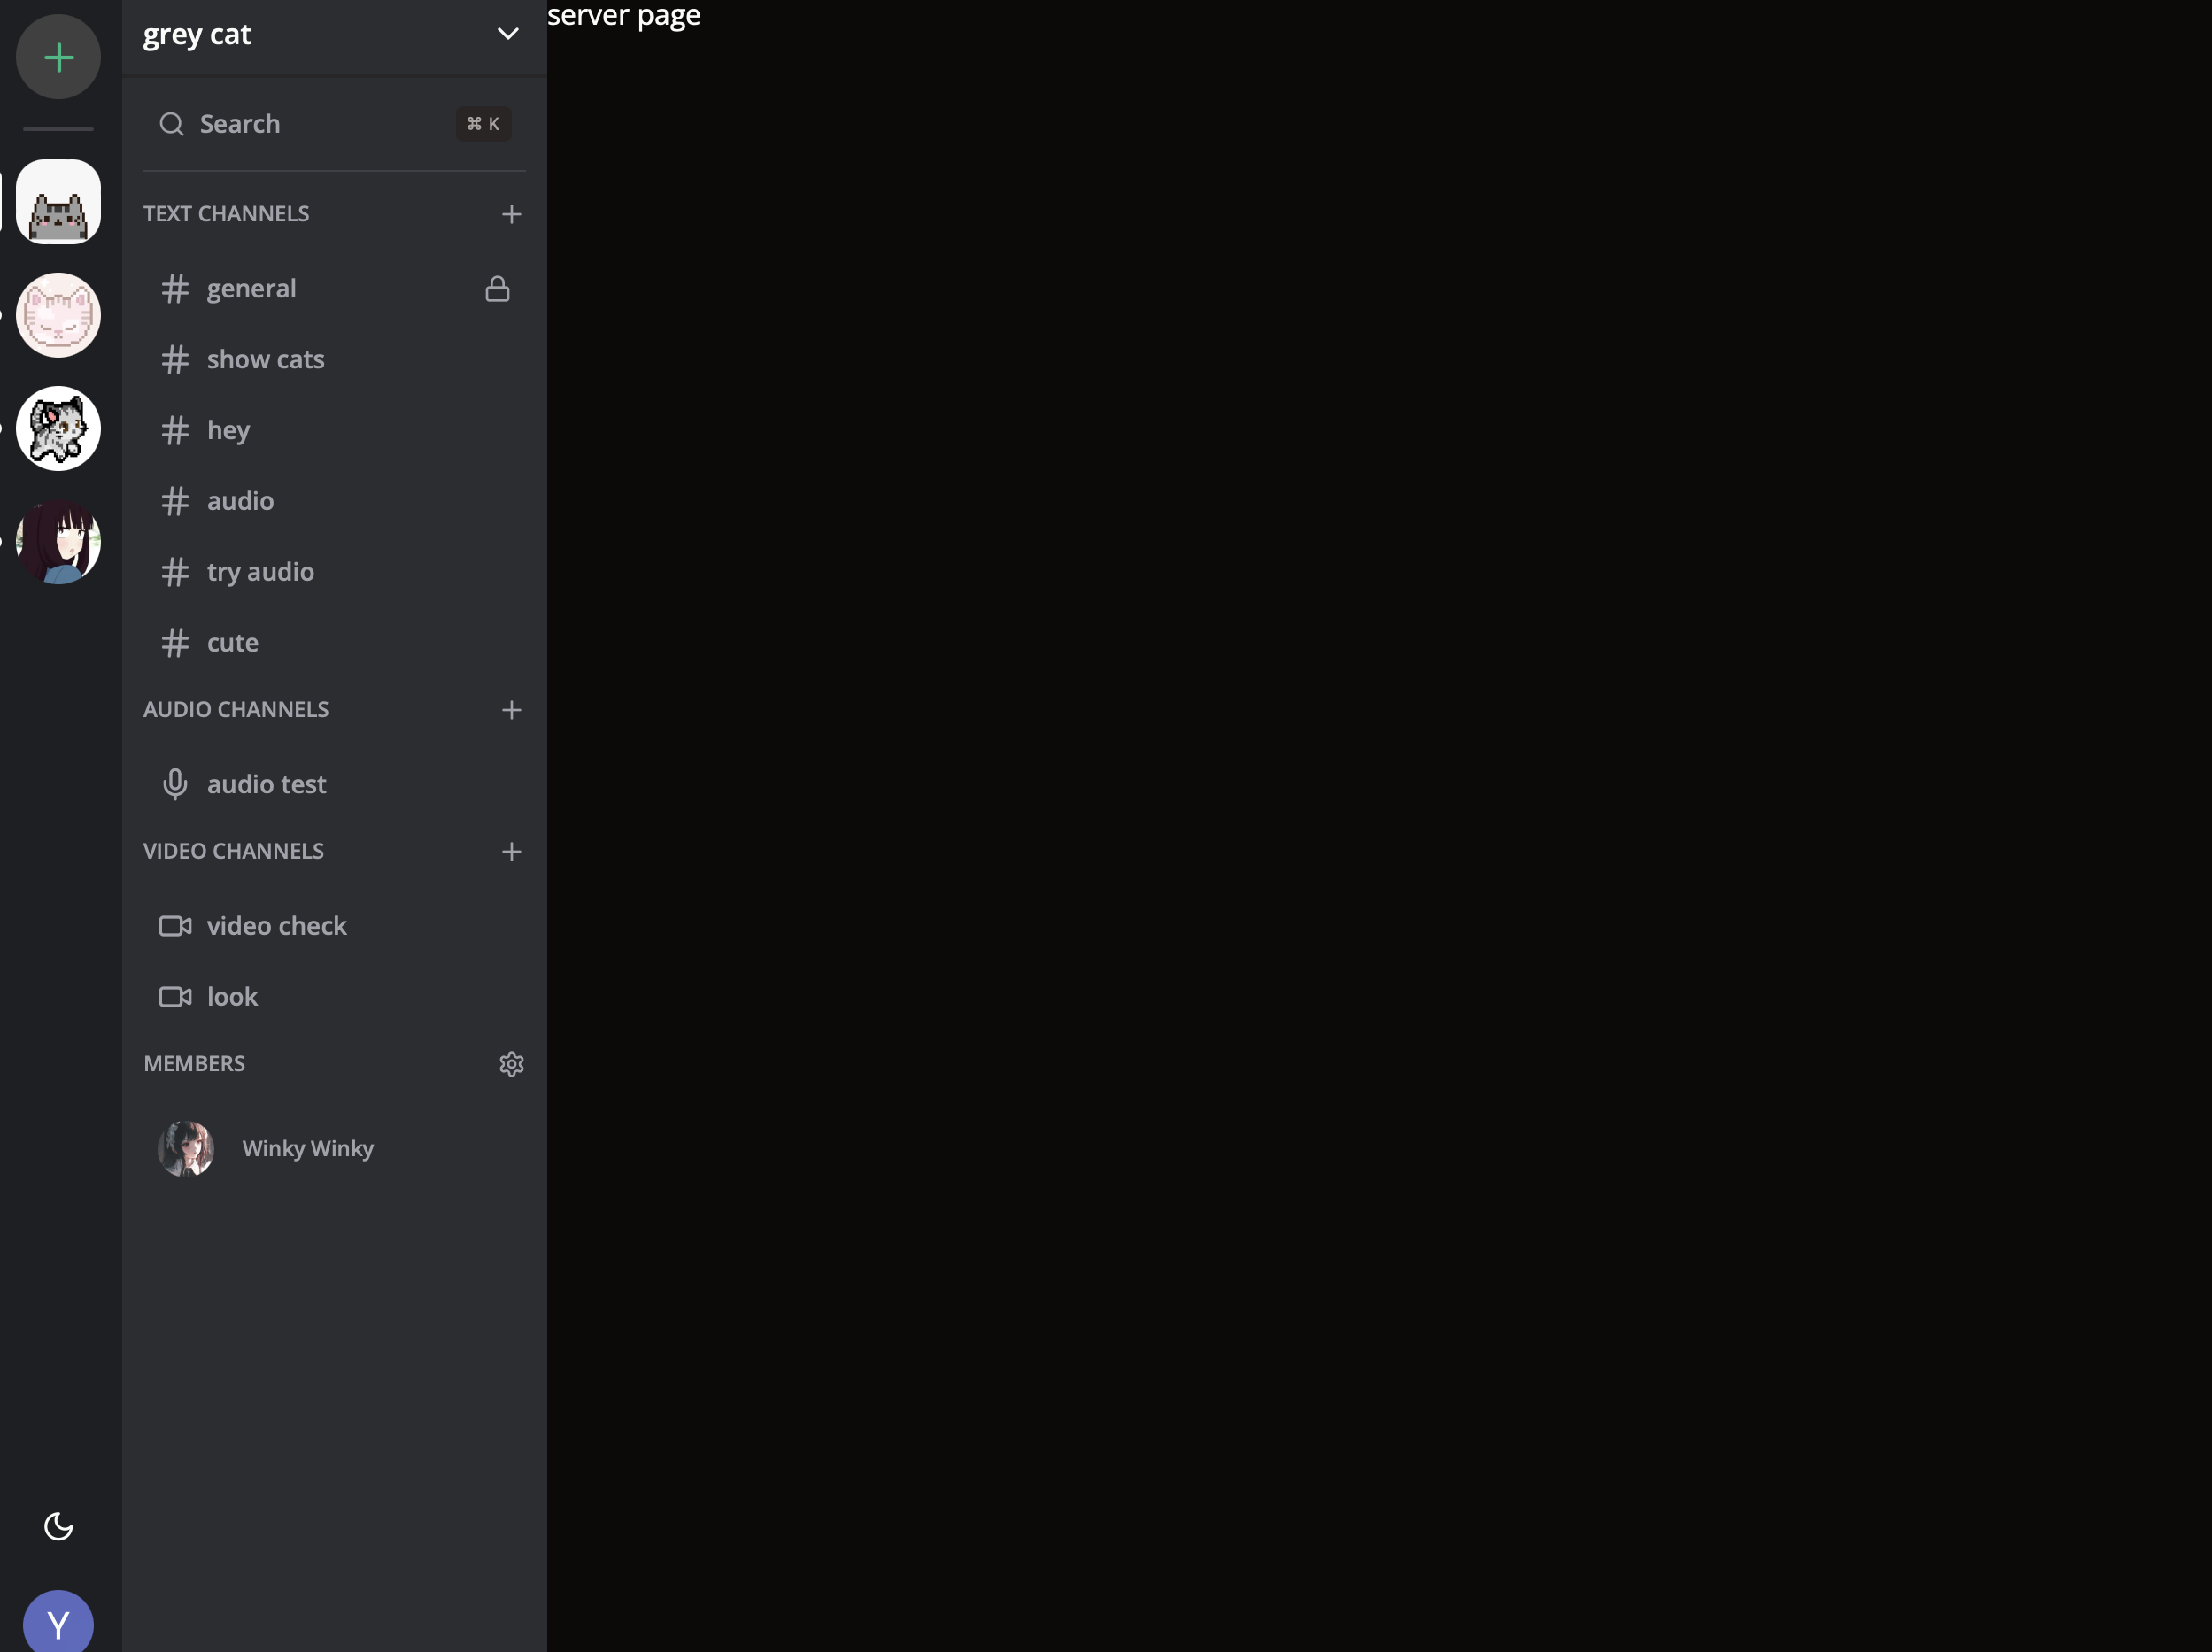 grey cat
server page
Search
⌘ K
TEXT CHANNELS
general
show cats
hey
audio
try audio
cute
AUDIO CHANNELS
audio test
VIDEO CHANNELS
video check
look
MEMBERS
Winky Winky
Y